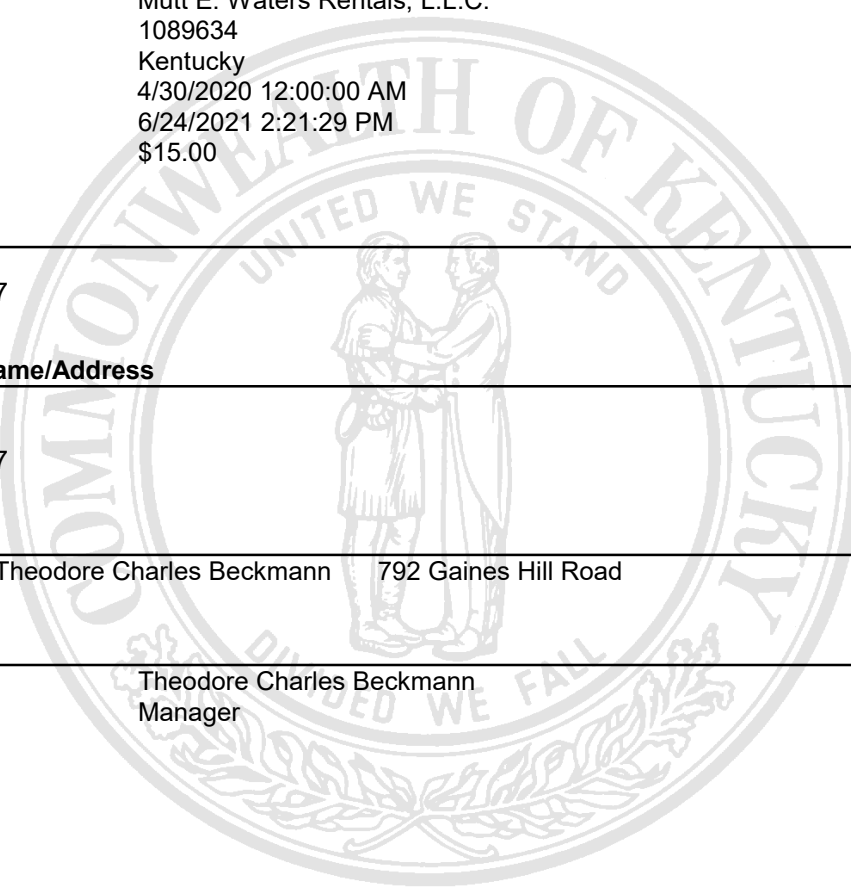 Mutt E. Waters Rentals, L.L.C.
1089634
Kentucky
4/30/2020 12:00:00 AM
6/24/2021 2:21:29 PM
$15.00
COMMONWEALTH OF KENTUCKY
UNITED WE STAND
7
ame/Address
7
Theodore Charles Beckmann 792 Gaines Hill Road
DIVIDED WE FALL
Theodore Charles Beckmann
Manager